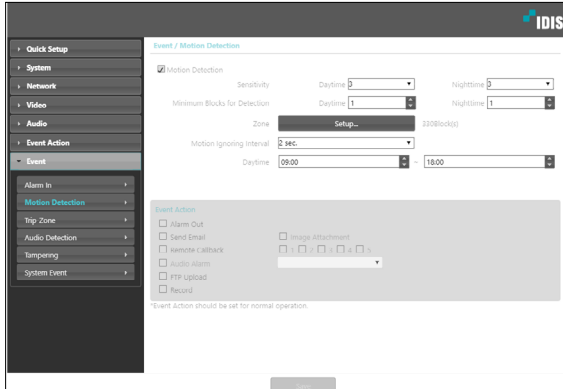 IDIS
Quick Setup
System
Network
Video
Audio
Event Action
Event
Alarm In
Motion Detection
Trip Zone
Audio Detection
Tampering
System Event
Event / Motion Detection
Motion Detection
Sensitivity Daytime 3 Nighttime 3
Minimum Blocks for Detection Daytime 1 Nighttime 1
Zone Setup... 330Block(s)
Motion Ignoring Interval 2 sec.
Daytime 09:00 ~ 18:00
Event Action
Alarm Out
Send Email Image Attachment
Remote Callback 1 2 3 4 5
Audio Alarm
FTP Upload
Record
*Event Action should be set for normal operation.
Save